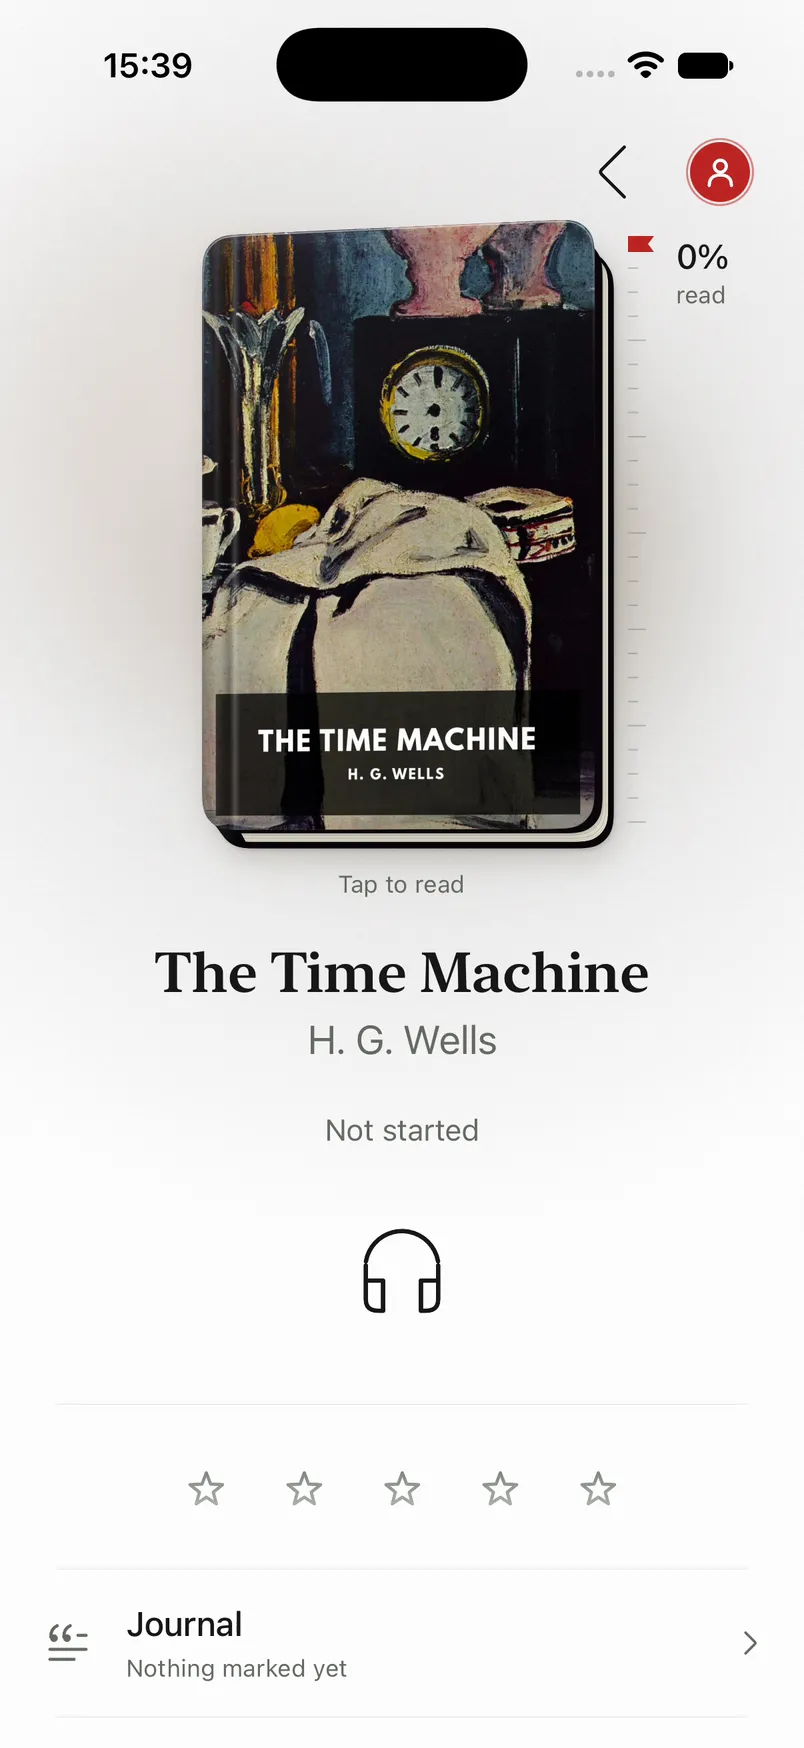 15:39
0%
read
THE TIME MACHINE
H. G. WELLS
Tap to read
The Time Machine
H. G. Wells
Not started
Journal
Nothing marked yet